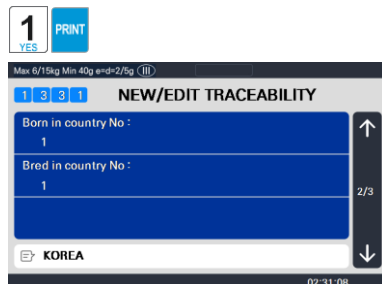 1 PRINT
YES
Max 6/15kg Min 40g e=d=2/5g III
1 3 3 1 NEW/EDIT TRACEABILITY
Born in country No :
1
Bred in country No :
1
2/3
KOREA
02:31:08